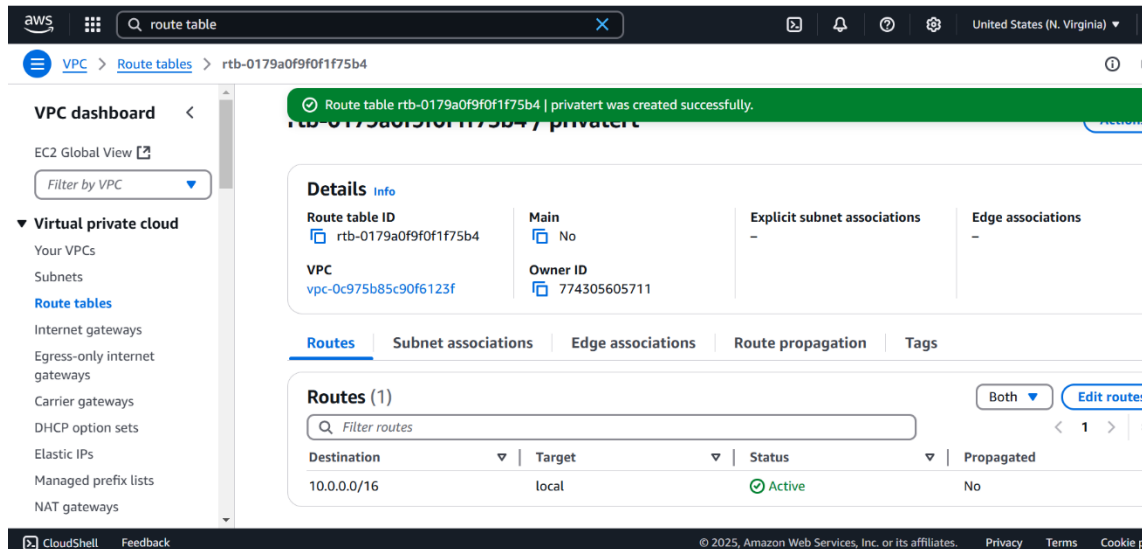 aws
route table
United States (N. Virginia)
VPC > Route tables > rtb-0179a0f9f0f1f75b4
VPC dashboard
EC2 Global View
Filter by VPC
Virtual private cloud
Your VPCs
Subnets
Route tables
Internet gateways
Egress-only internet
gateways
Carrier gateways
DHCP option sets
Elastic IPs
Managed prefix lists
NAT gateways
Route table rtb-0179a0f9f0f1f75b4 | privatert was created successfully.
rtb-0179a0f9f0f1f75b4 / privatert
Actions
Details Info
Route table ID
rtb-0179a0f9f0f1f75b4
Main
No
Explicit subnet associations
–
Edge associations
–
VPC
vpc-0c975b85c90f6123f
Owner ID
774305605711
Routes Subnet associations Edge associations Route propagation Tags
Routes (1)
Both
Edit routes
Filter routes
1
Destination Target Status Propagated
10.0.0.0/16 local Active No
CloudShell Feedback © 2025, Amazon Web Services, Inc. or its affiliates. Privacy Terms Cookie